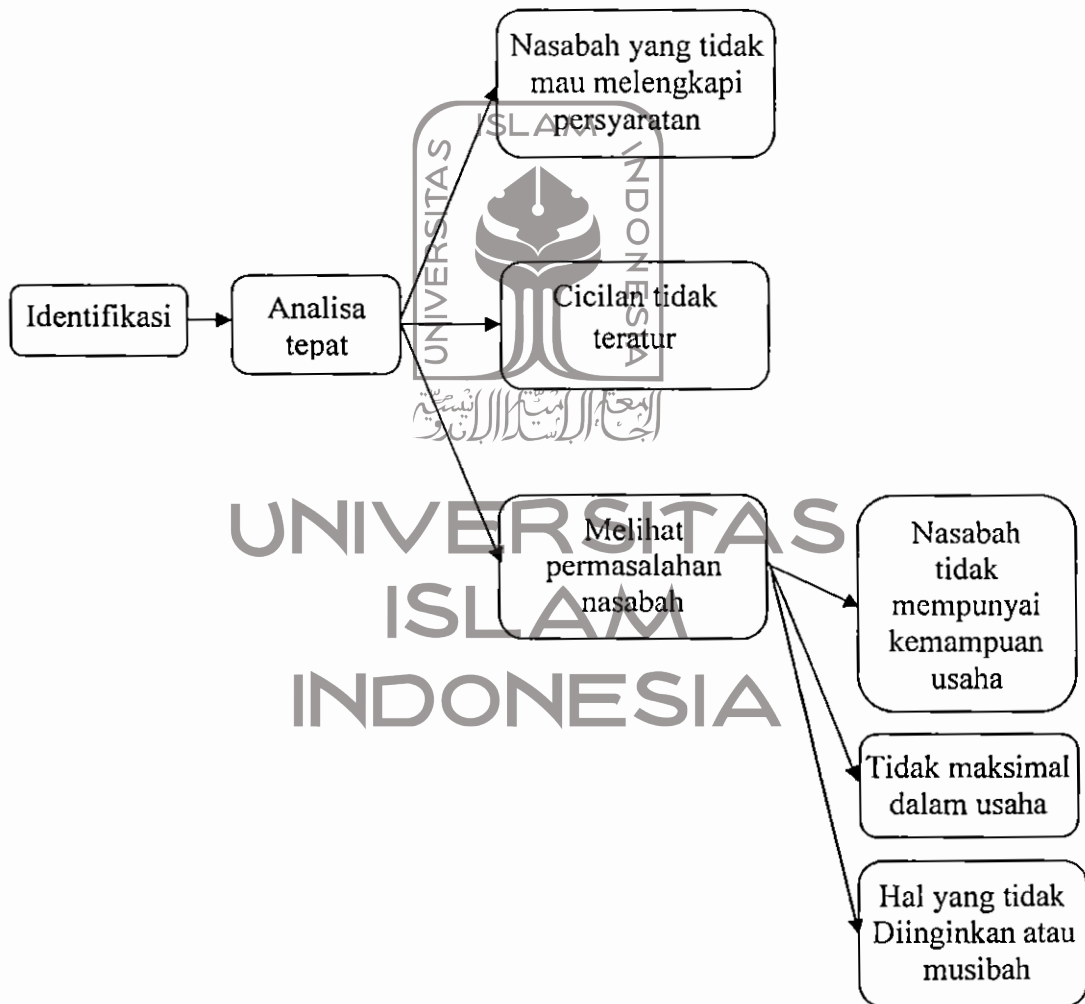 Nasabah yang tidak
mau melengkapi
persyaratan
ISLAM
UNIVERSITAS
INDONESIA
Identifikasi
Analisa
tepat
Cicilan tidak
teratur
UNIVERSITAS
ISLAM
INDONESIA
Melihat
permasalahan
nasabah
Nasabah
tidak
mempunyai
kemampuan
usaha
Tidak maksimal
dalam usaha
Hal yang tidak
Diinginkan atau
musibah